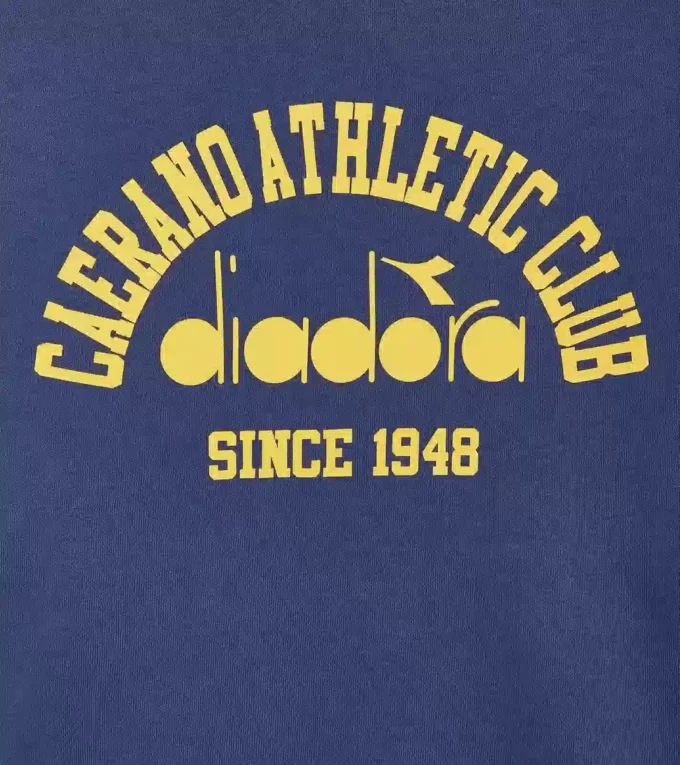 CAERANO ATHLETIC CLUB
diadora
SINCE 1948